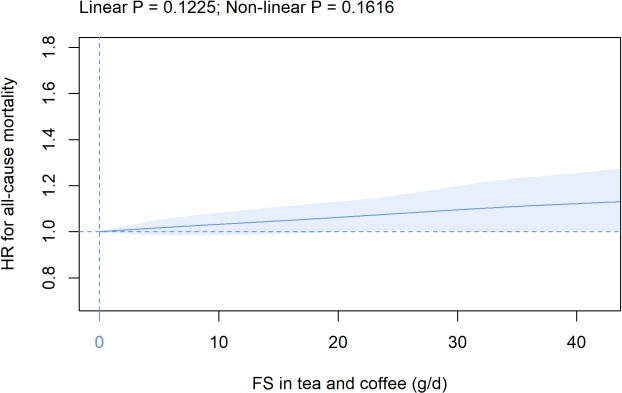 Linear P = 0.1225; Non-linear P = 0.1616
HR for all-cause mortality
1.8
1.6
1.4
1.2
1.0
0.8
0 10 20 30 40
FS in tea and coffee (g/d)